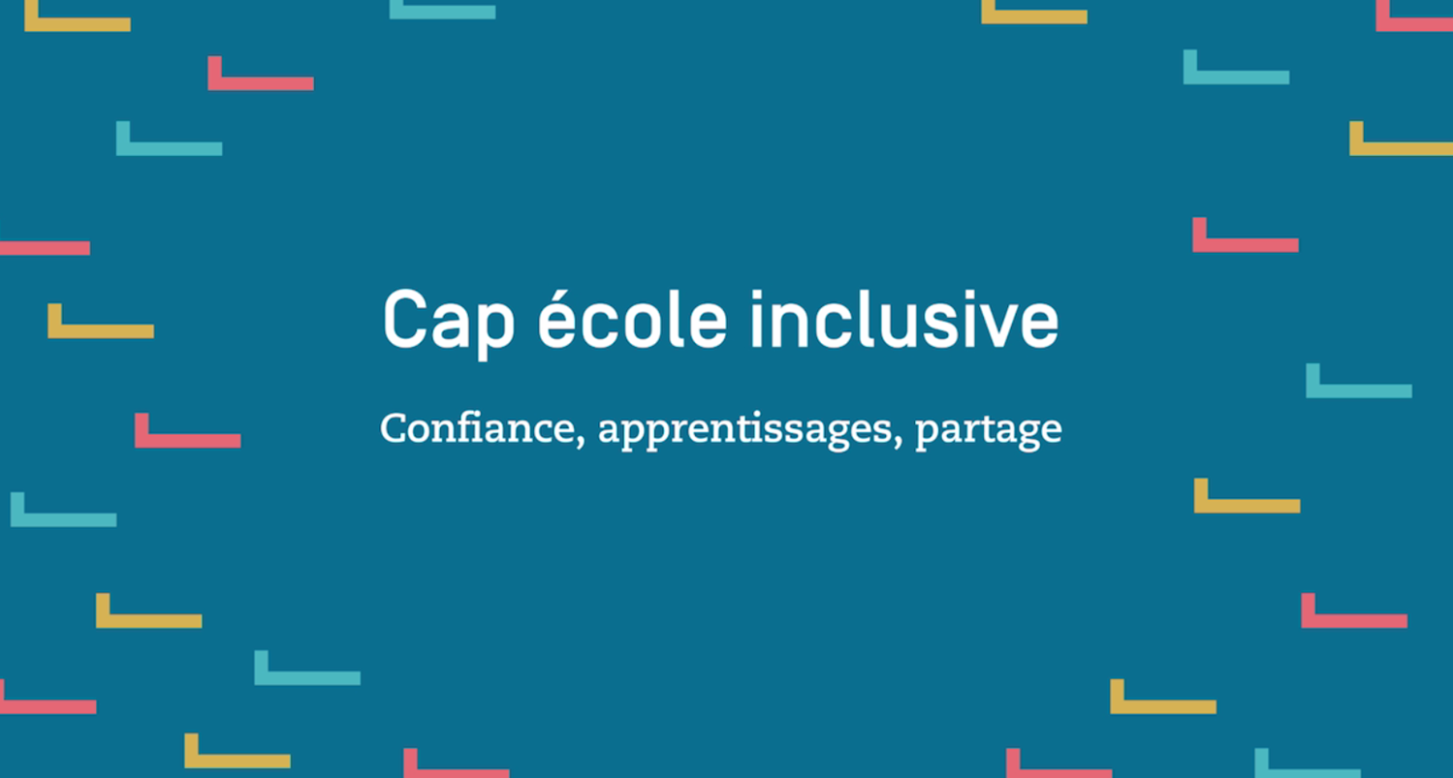 Cap école inclusive
Confiance, apprentissages, partage